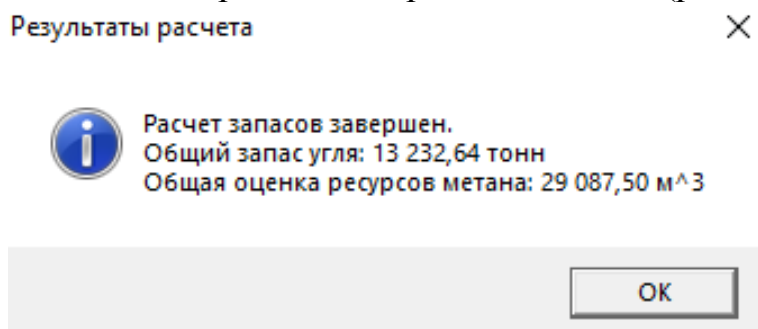 Результаты расчета
Расчет запасов завершен.
Общий запас угля: 13 232,64 тонн
Общая оценка ресурсов метана: 29 087,50 м^3
ОК